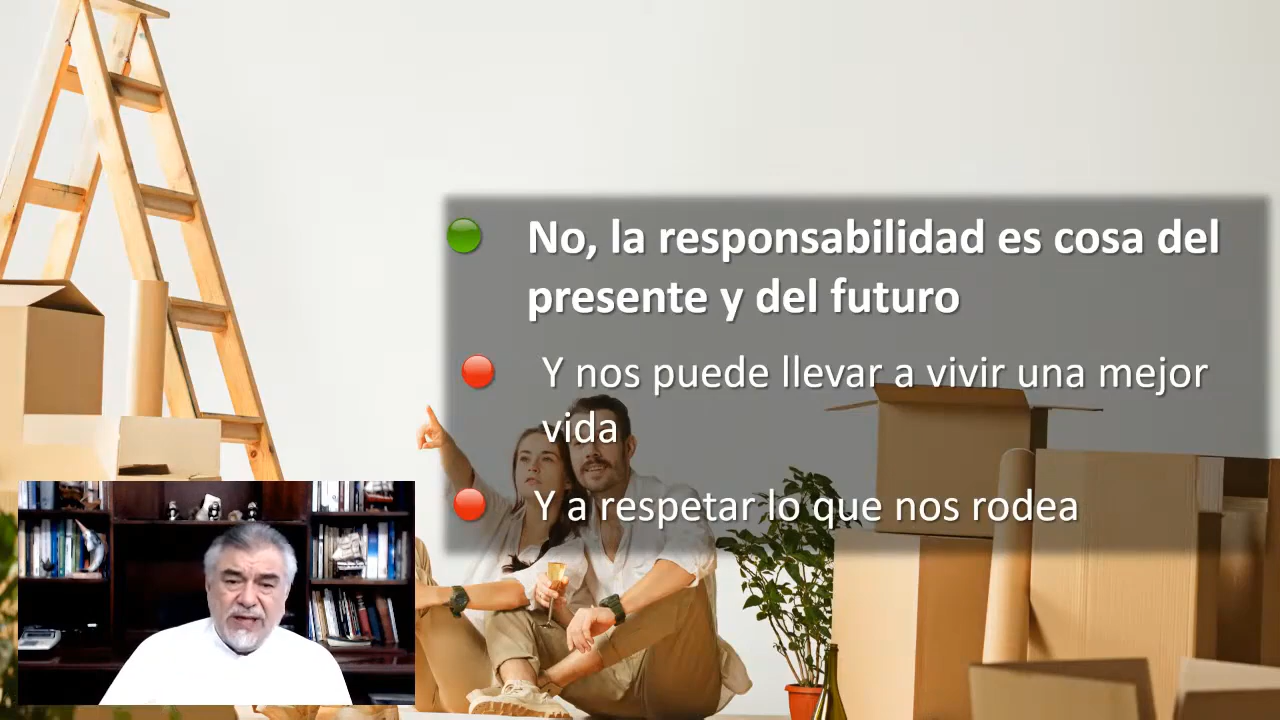 No, la responsabilidad es cosa del
presente y del futuro
Y nos puede llevar a vivir una mejor
vida
Y a respetar lo que nos rodea